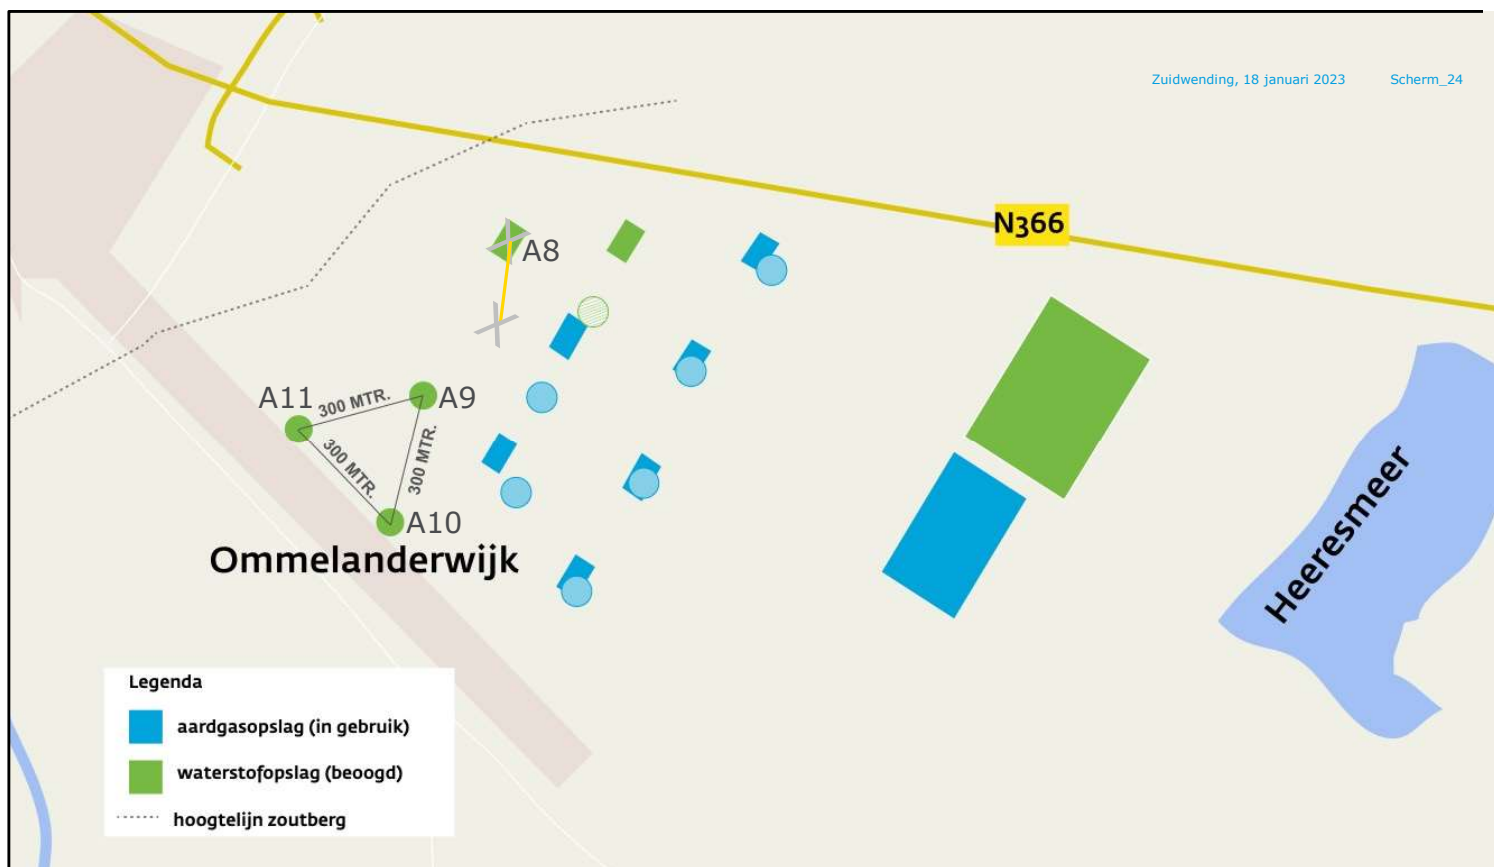 Zuidwending, 18 januari 2023 Scherm_24
N366
A8
A11 300 MTR. A9
300 MTR.
300 MTR.
A10
Ommelanderwijk
Heeresmeer
Legenda
aardgasopslag (in gebruik)
waterstofopslag (beoogd)
hoogtelijn zoutberg